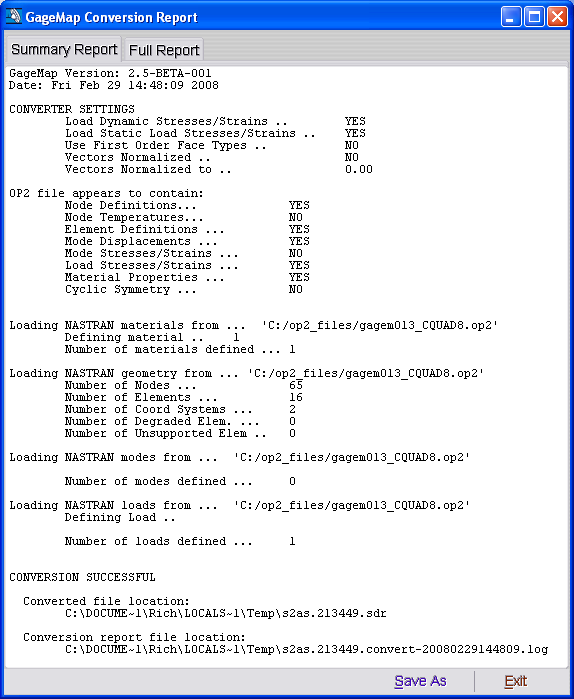 GageMap Conversion Report
Summary Report Full Report
GageMap Version: 2.5-BETA-001
Date: Fri Feb 29 14:48:09 2008
CONVERTER SETTINGS
Load Dynamic Stresses/Strains .. YES
Load Static Load Stresses/Strains .. YES
Use First Order Face Types .. NO
Vectors Normalized .. NO
Vectors Normalized to .. 0.00
OP2 file appears to contain:
Node Definitions... YES
Node Temperatures... NO
Element Definitions ... YES
Mode Displacements ... YES
Mode Stresses/Strains ... NO
Load Stresses/Strains ... YES
Material Properties ... YES
Cyclic Symmetry ... NO
Loading NASTRAN materials from ... 'C:/op2_files/gagem013_CQUAD8.op2'
Defining material .. 1
Number of materials defined ... 1
Loading NASTRAN geometry from ... 'C:/op2_files/gagem013_CQUAD8.op2'
Number of Nodes ... 65
Number of Elements ... 16
Number of Coord Systems ... 2
Number of Degraded Elem. ... 0
Number of Unsupported Elem .. 0
Loading NASTRAN modes from ... 'C:/op2_files/gagem013_CQUAD8.op2'
Number of modes defined ... 0
Loading NASTRAN loads from ... 'C:/op2_files/gagem013_CQUAD8.op2'
Defining Load ..
Number of loads defined ... 1
CONVERSION SUCCESSFUL
Converted file location:
C:\DOCUME~1\Rich\LOCALS~1\Temp\s2as.213449.sdr
Conversion report file location:
C:\DOCUME~1\Rich\LOCALS~1\Temp\s2as.213449.convert-20080229144809.log
Save As Exit